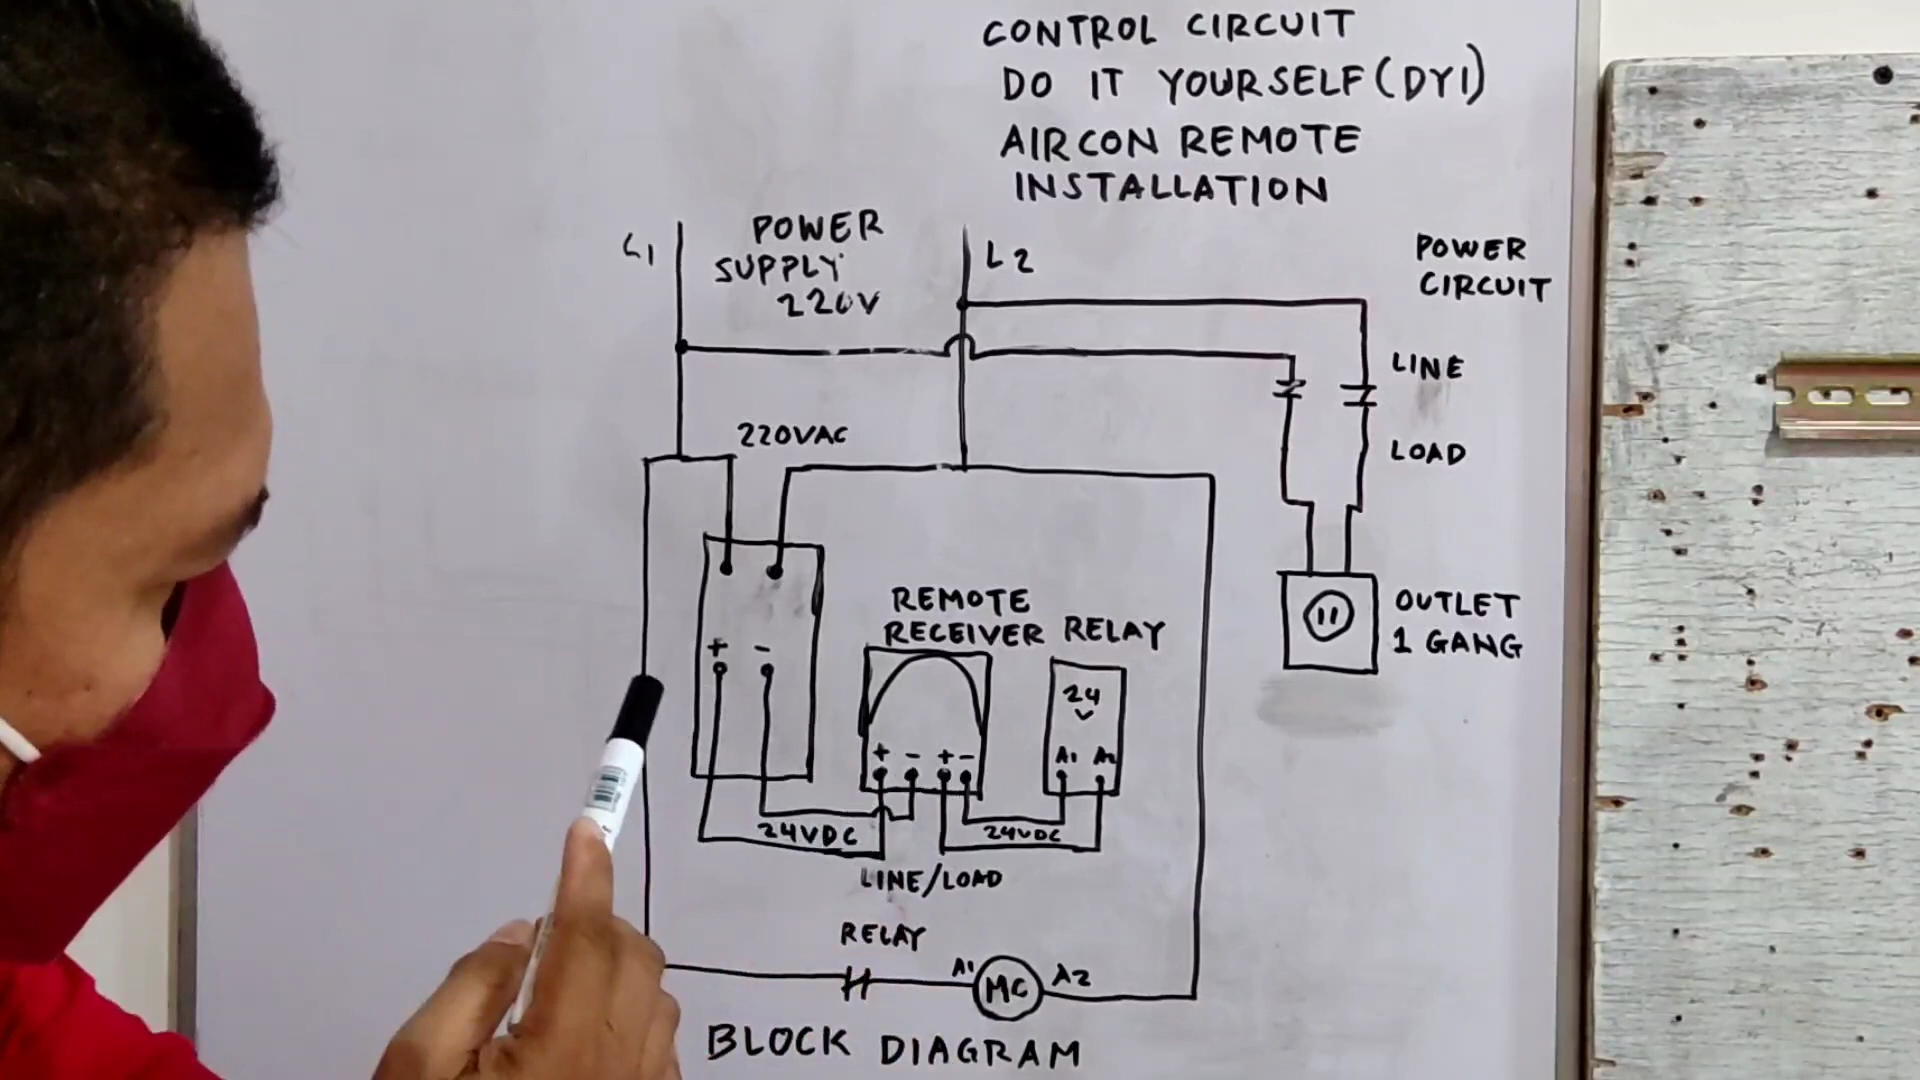 CONTROL CIRCUIT
DO IT YOURSELF (DYI)
AIRCON REMOTE
INSTALLATION
L1
POWER
SUPPLY
220V
L2
POWER
CIRCUIT
LINE
LOAD
220VAC
OUTLET
1 GANG
+ -
REMOTE
RECEIVER
RELAY
24
V
+ - + -
A1 A2
24VDC
24VDC
LINE/LOAD
RELAY
A1
MC
A2
BLOCK DIAGRAM